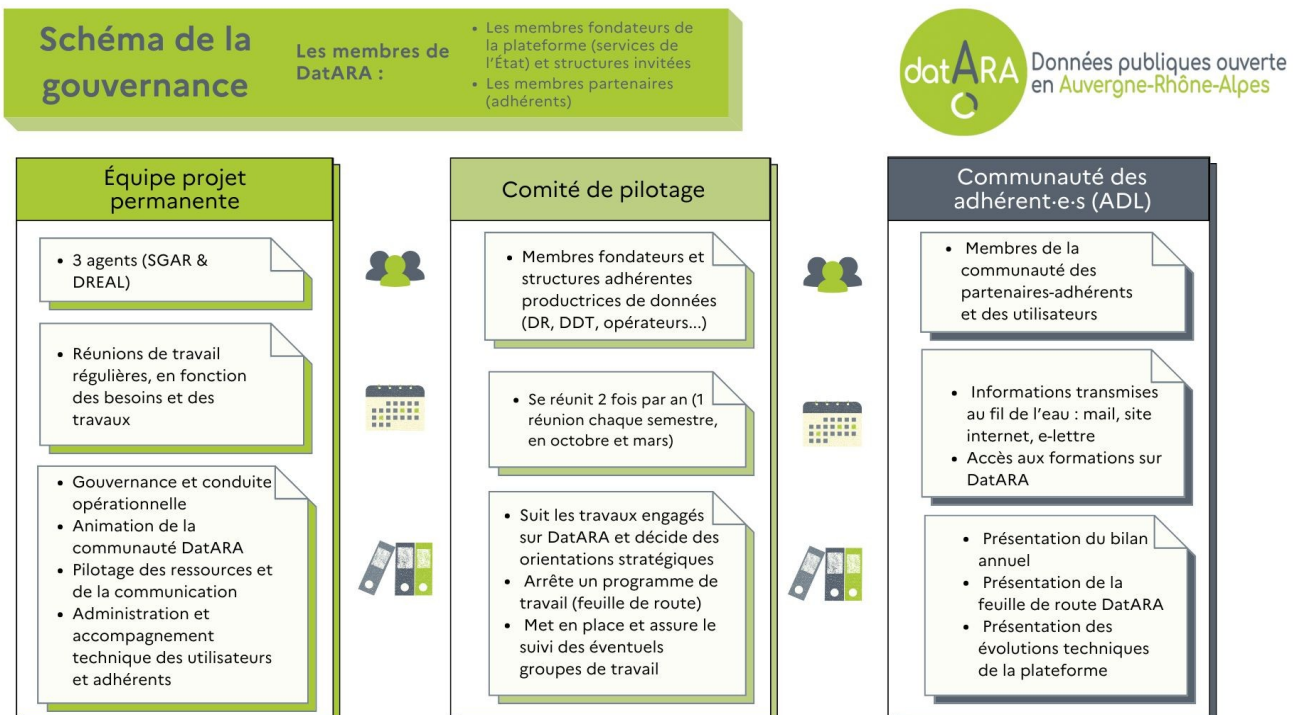 Schéma de la
gouvernance
Les membres de
DatARA :
• Les membres fondateurs de
la plateforme (services de
l'État) et structures invitées
• Les membres partenaires
(adhérents)
datARA
Données publiques ouverte
en Auvergne-Rhône-Alpes
Équipe projet
permanente
• 3 agents (SGAR &
DREAL)
• Réunions de travail
régulières, en fonction
des besoins et des
travaux
• Gouvernance et conduite
opérationnelle
• Animation de la
communauté DatARA
• Pilotage des ressources et
de la communication
• Administration et
accompagnement
technique des utilisateurs
et adhérents
Comité de pilotage
• Membres fondateurs et
structures adhérentes
productrices de données
(DR, DDT, opérateurs...)
• Se réunit 2 fois par an (1
réunion chaque semestre,
en octobre et mars)
• Suit les travaux engagés
sur DatARA et décide des
orientations stratégiques
• Arrête un programme de
travail (feuille de route)
• Met en place et assure le
suivi des éventuels
groupes de travail
Communauté des
adhérent·e·s (ADL)
• Membres de la
communauté des
partenaires-adhérents
et des utilisateurs
• Informations transmises
au fil de l'eau : mail, site
internet, e-lettre
• Accès aux formations sur
DatARA
• Présentation du bilan
annuel
• Présentation de la
feuille de route DatARA
• Présentation des
évolutions techniques
de la plateforme